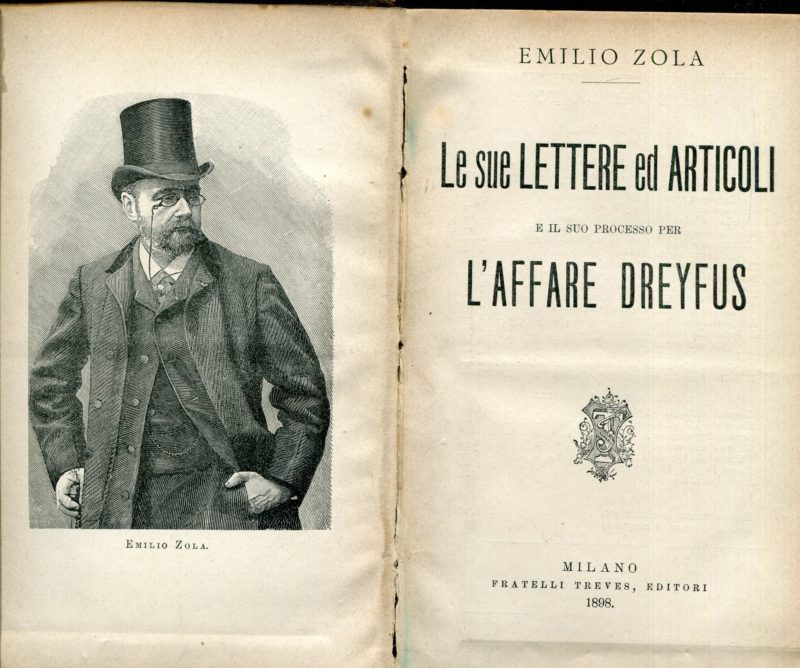 EMILIO ZOLA.
EMILIO ZOLA
Le sue LETTERE ed ARTICOLI
E IL SUO PROCESSO PER
L'AFFARE DREYFUS
MILANO
FRATELLI TREVES, EDITORI
1898.